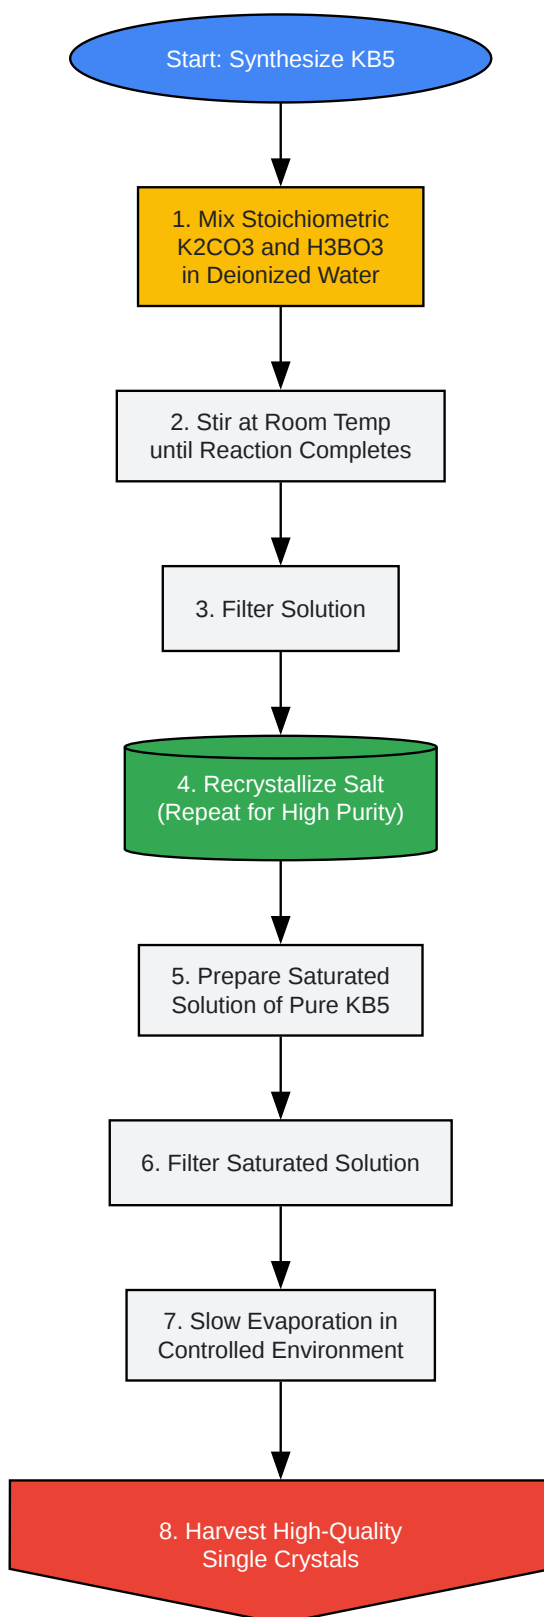 Start: Synthesize KB5
1. Mix Stoichiometric
K2CO3 and H3BO3
in Deionized Water
2. Stir at Room Temp
until Reaction Completes
3. Filter Solution
4. Recrystallize Salt
(Repeat for High Purity)
5. Prepare Saturated
Solution of Pure KB5
6. Filter Saturated Solution
7. Slow Evaporation in
Controlled Environment
8. Harvest High-Quality
Single Crystals